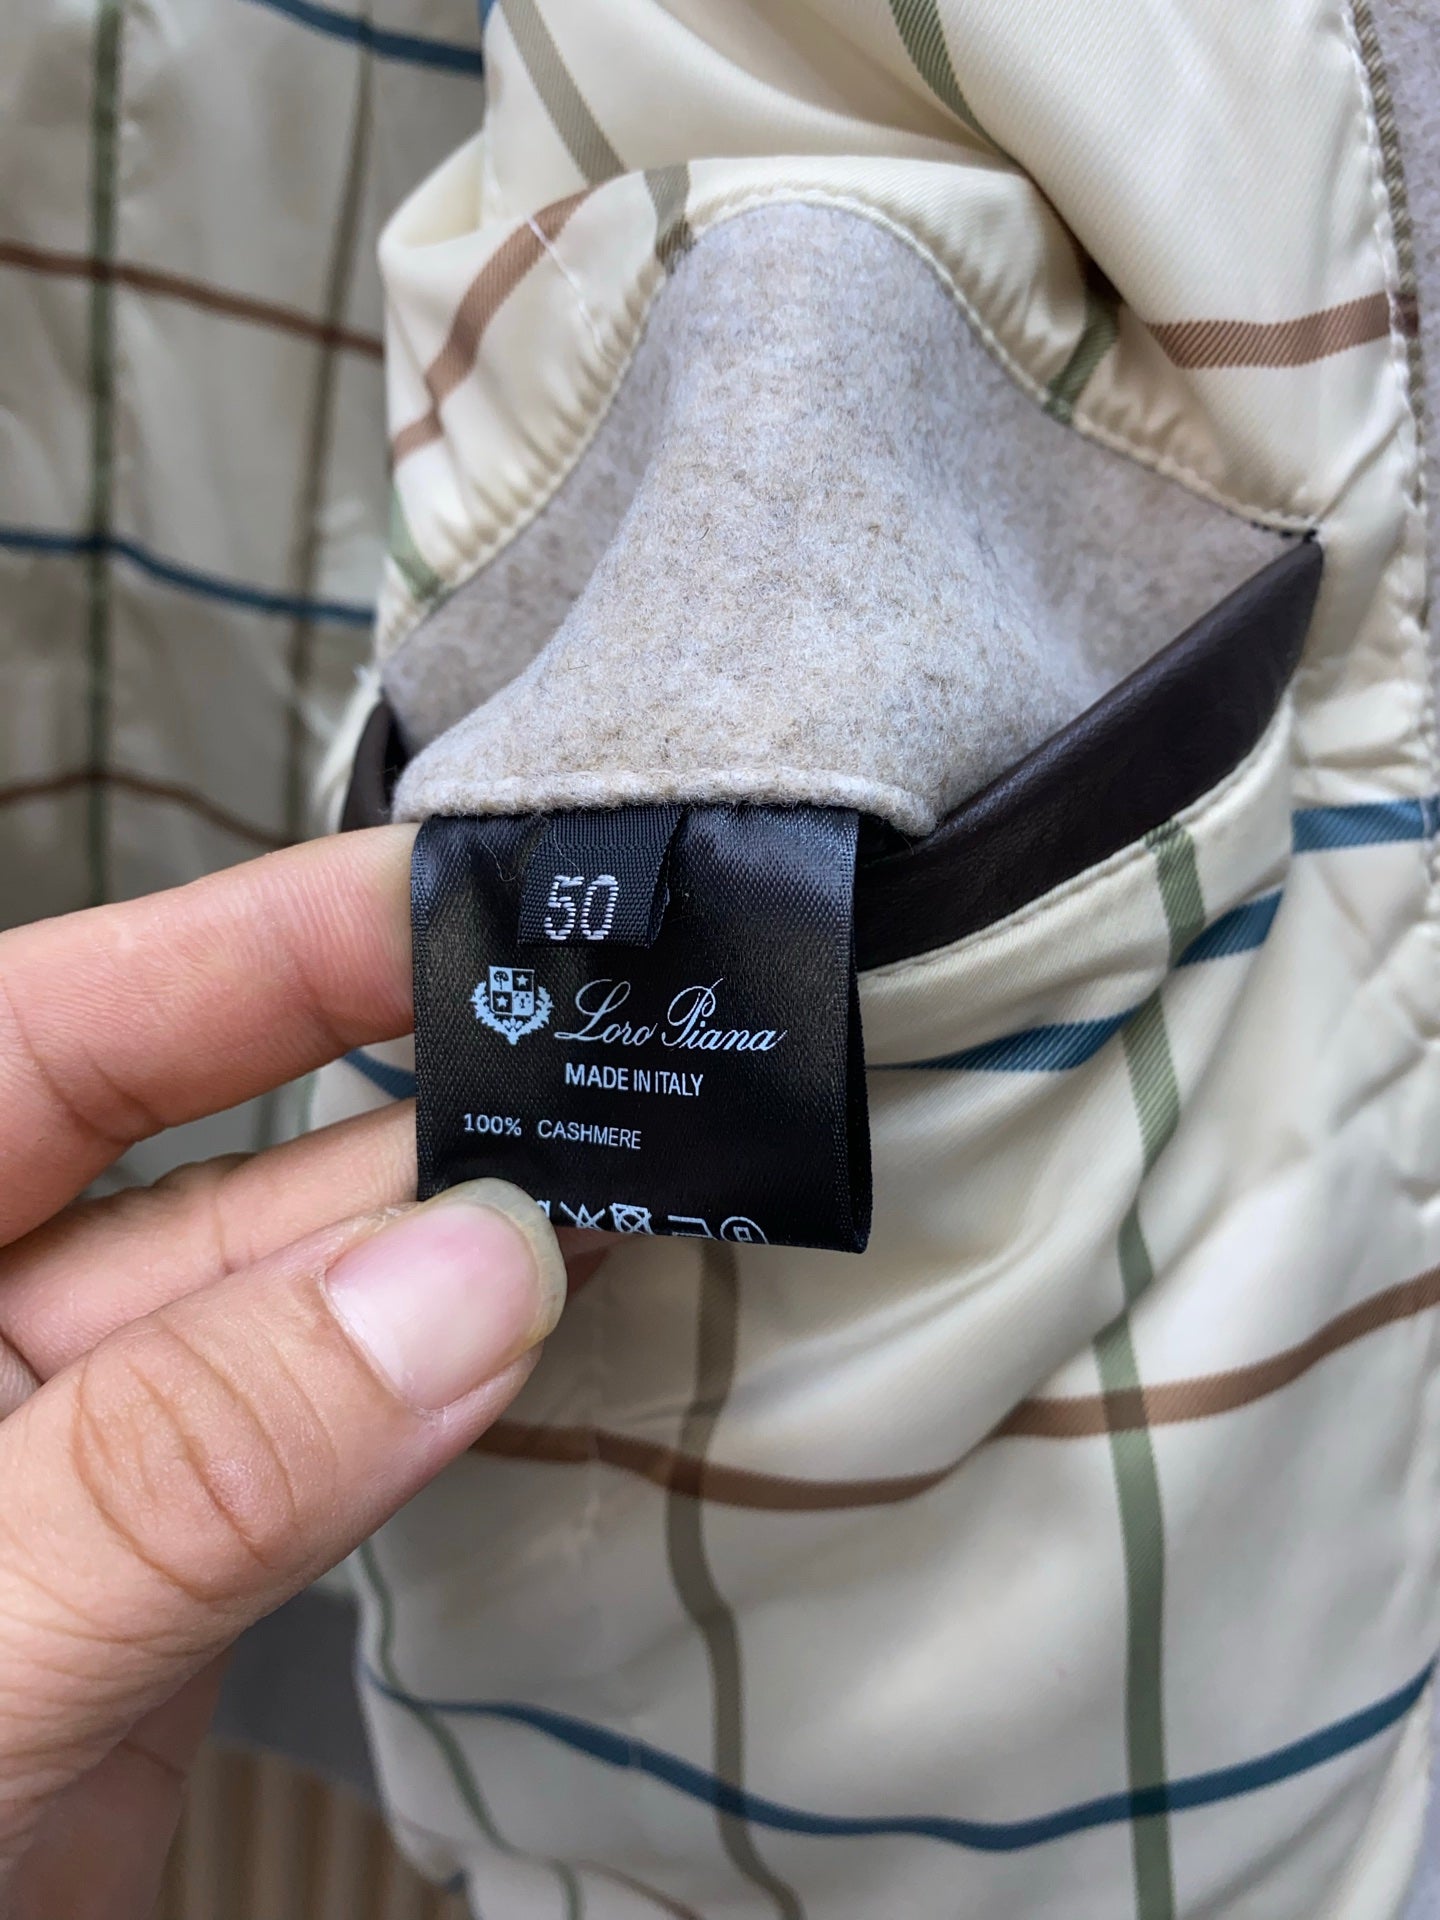 50
Loro Piana
MADE IN ITALY
100% CASHMERE